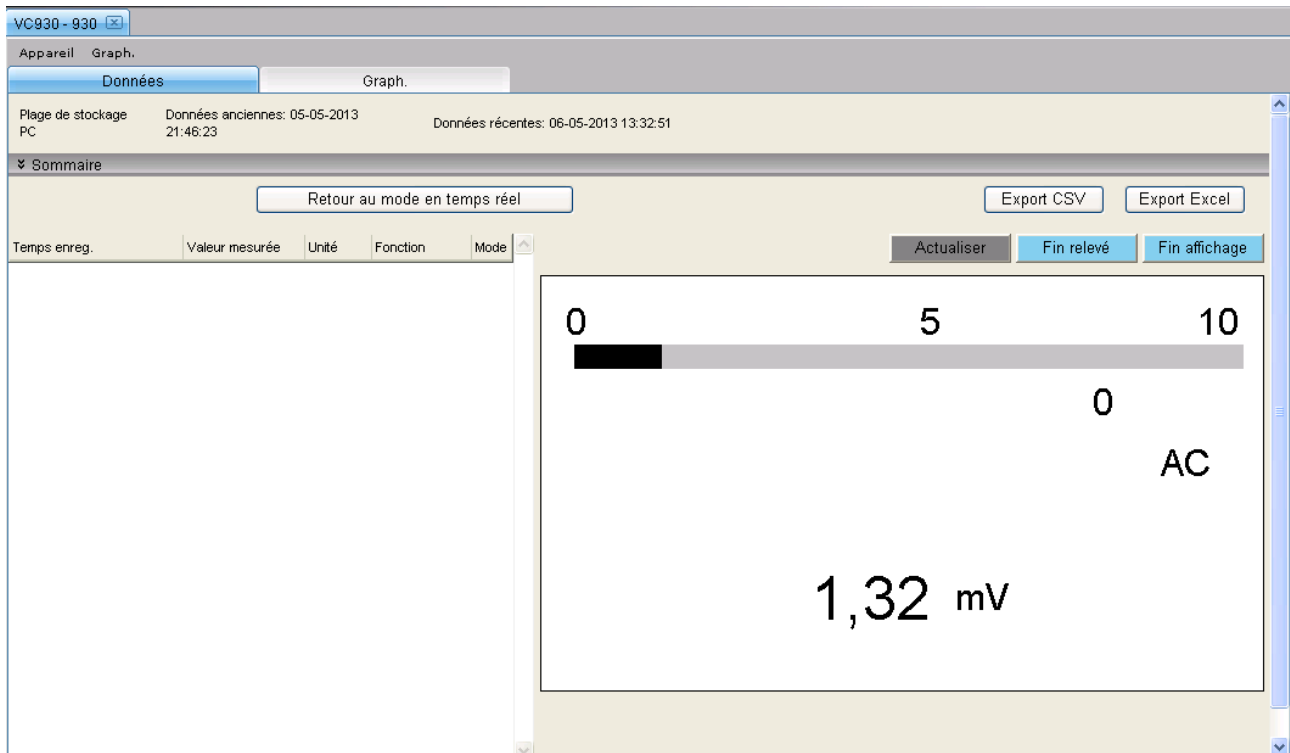 VC930 - 930
Appareil Graph.
Données Graph.
Plage de stockage PC
Données anciennes: 05-05-2013 21:46:23
Données récentes: 06-05-2013 13:32:51
Sommaire
Retour au mode en temps réel Export CSV Export Excel
Temps enreg. Valeur mesurée Unité Fonction Mode
Actualiser Fin relevé Fin affichage
0 5 10
0
AC
1,32 mV